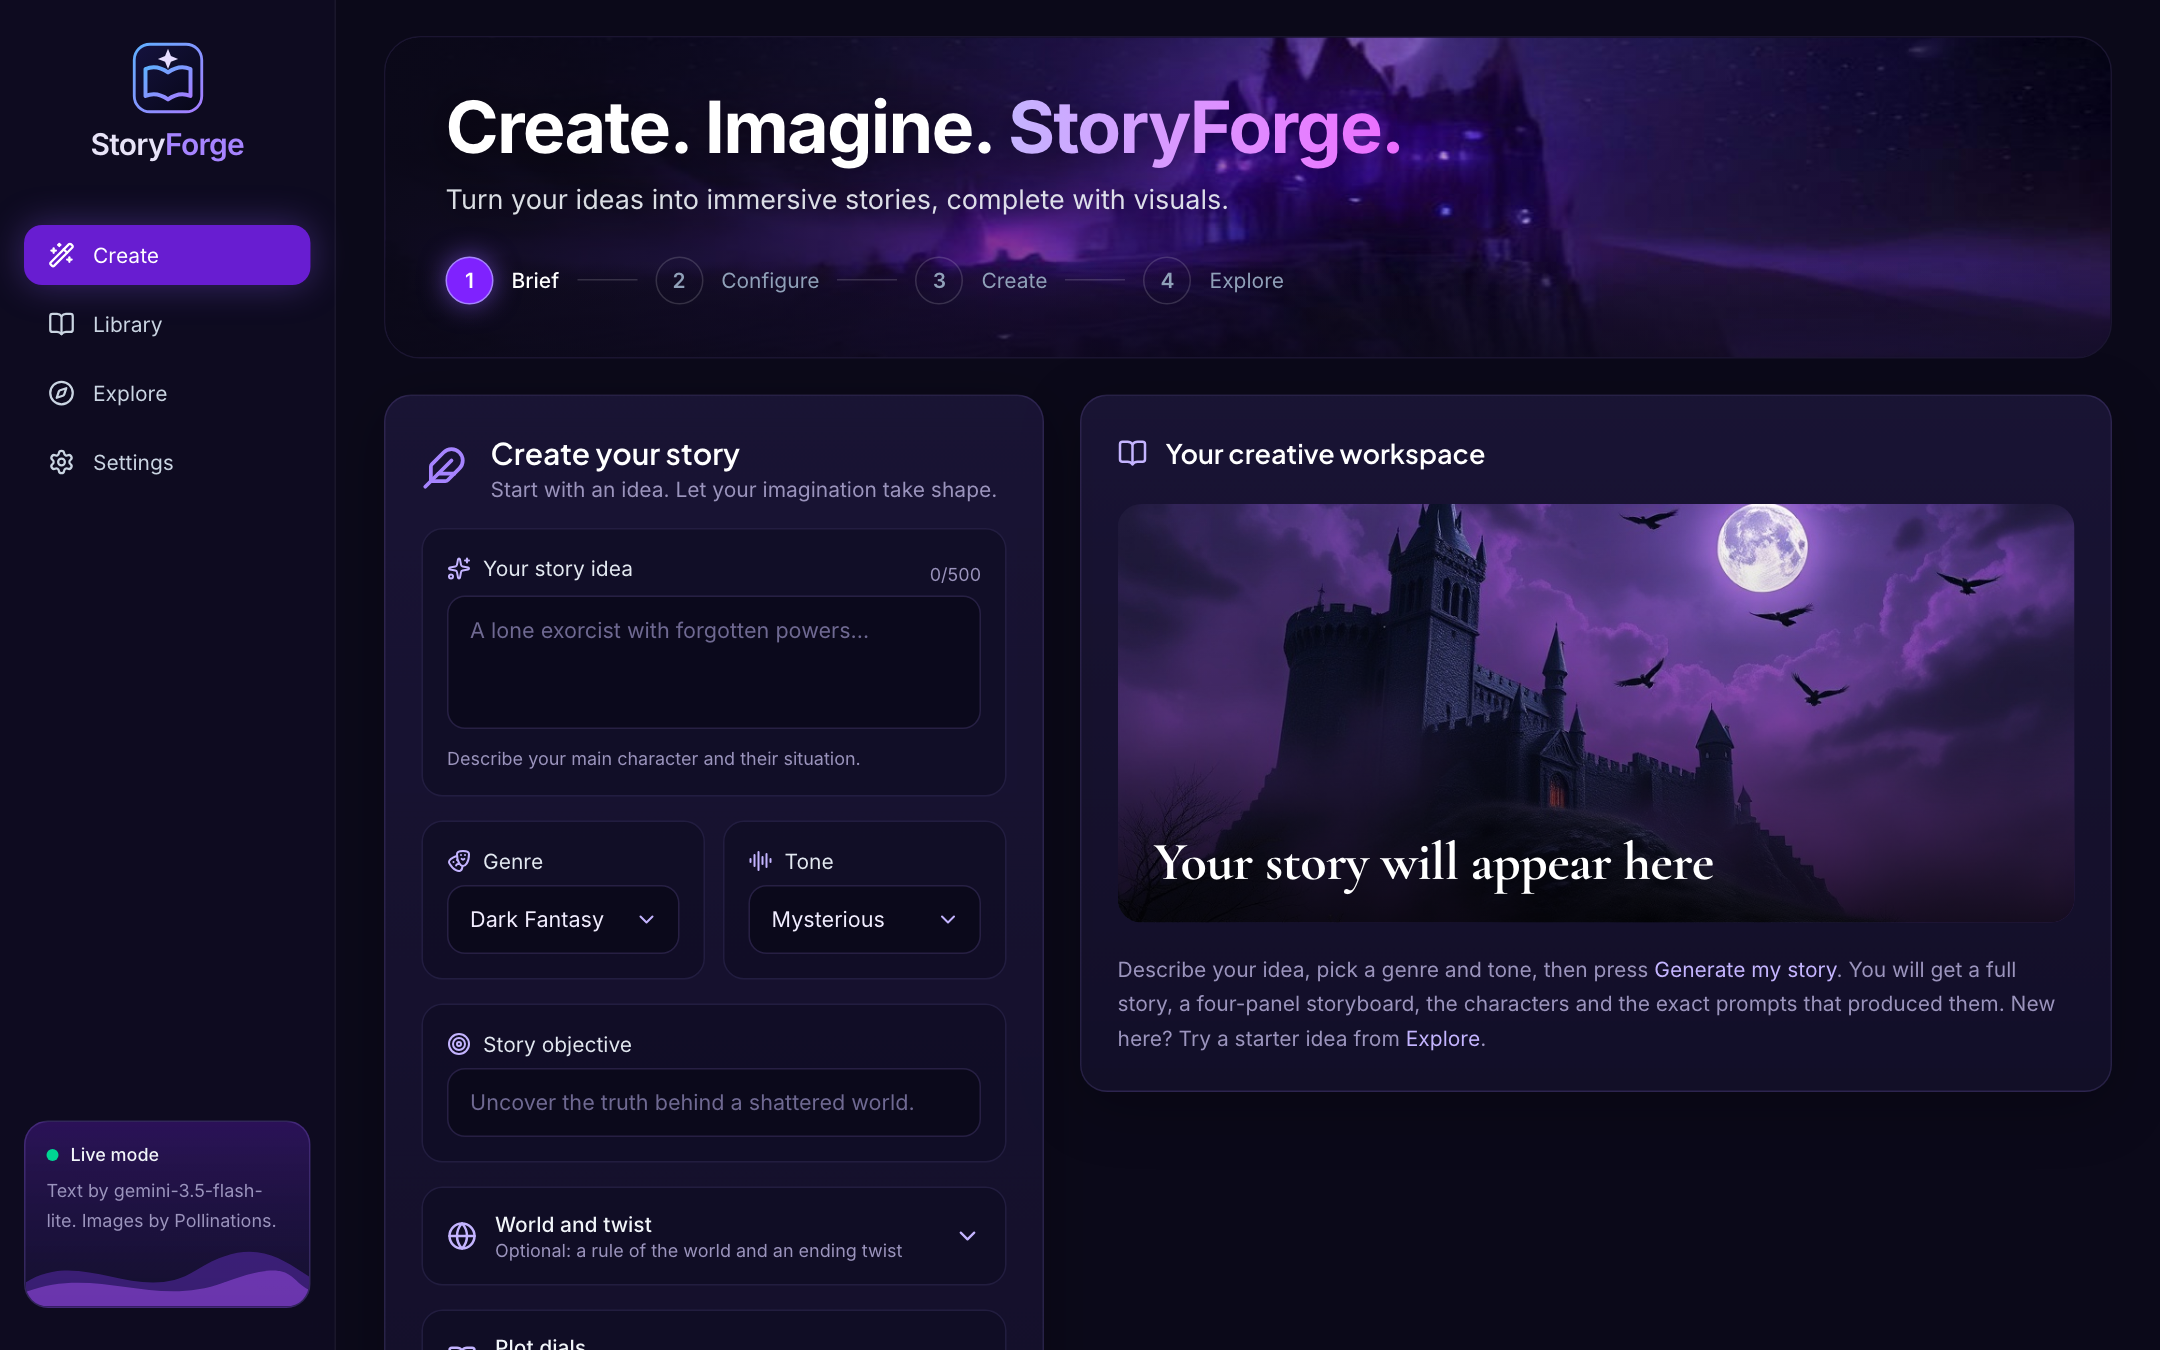 StoryForge
Create
Library
Explore
Settings
Live mode
Text by gemini-3.5-flash-
lite. Images by Pollinations.
Create. Imagine. StoryForge.
Turn your ideas into immersive stories, complete with visuals.
1 Brief 2 Configure 3 Create 4 Explore
Create your story
Start with an idea. Let your imagination take shape.
Your story idea 0/500
A lone exorcist with forgotten powers...
Describe your main character and their situation.
Genre
Dark Fantasy
Tone
Mysterious
Story objective
Uncover the truth behind a shattered world.
World and twist
Optional: a rule of the world and an ending twist
Plot dials
Your creative workspace
Your story will appear here
Describe your idea, pick a genre and tone, then press Generate my story. You will get a full
story, a four-panel storyboard, the characters and the exact prompts that produced them. New
here? Try a starter idea from Explore.